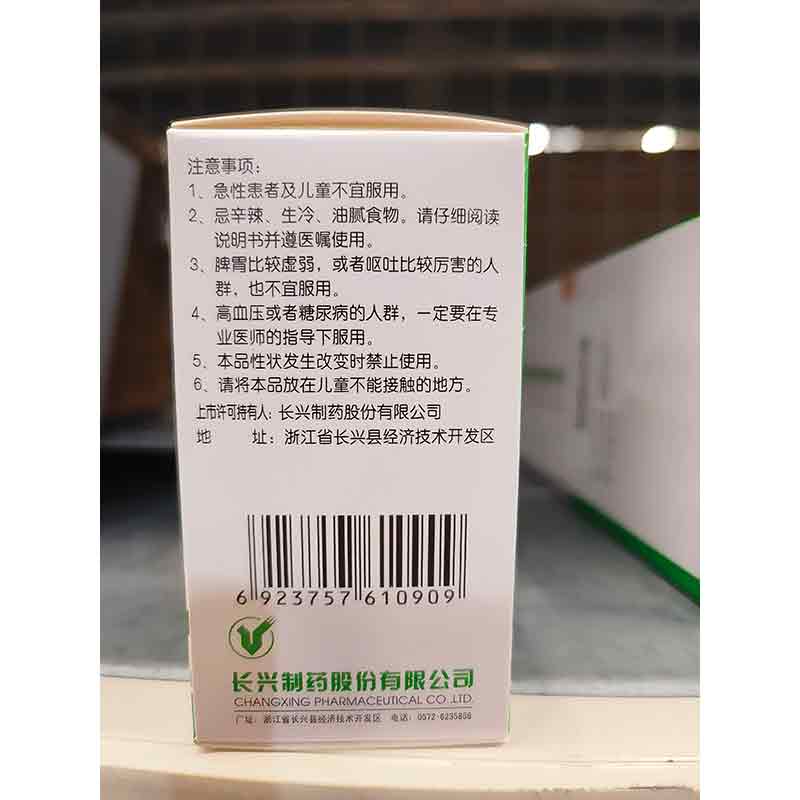 注意事项：
1、急性患者及儿童不宜服用。
2、忌辛辣、生冷、油腻食物。请仔细阅读
说明书并遵医嘱使用。
3、脾胃比较虚弱，或者呕吐比较厉害的人
群，也不宜服用。
4、高血压或者糖尿病的人群，一定要在专
业医师的指导下服用。
5、本品性状发生改变时禁止使用。
6、请将本品放在儿童不能接触的地方。
上市许可持有人：长兴制药股份有限公司
地 址：浙江省长兴县经济技术开发区
6 923757 610909
长兴制药股份有限公司
CHANGXING PHARMACEUTICAL CO.,LTD.
厂址：浙江省长兴县经济技术开发区 电话：0572-6235856